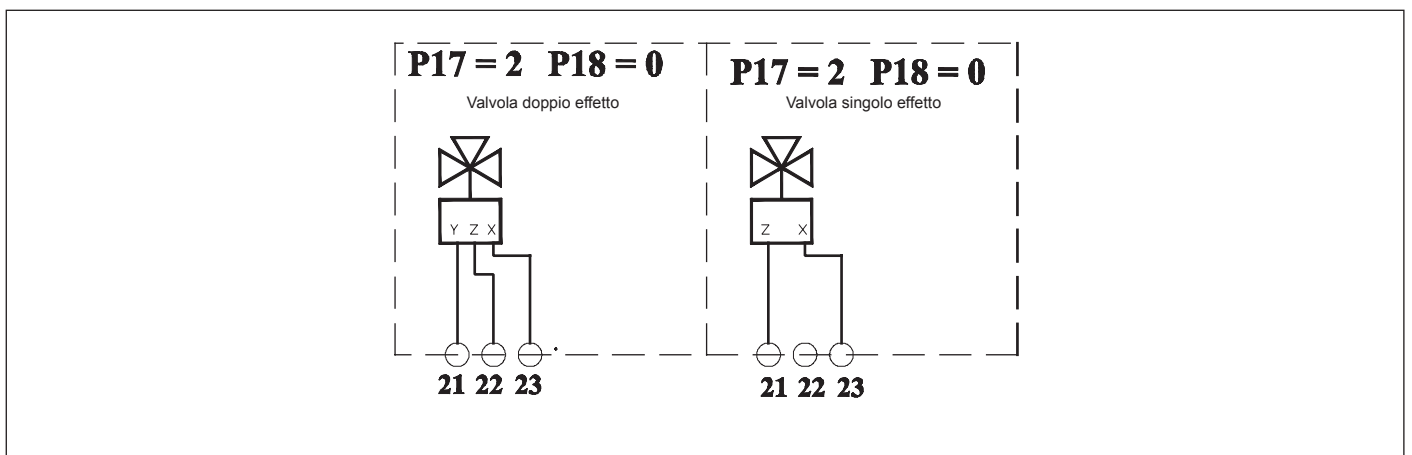 P17 = 2 P18 = 0
Valvola doppio effetto
Y Z X
21 22 23
P17 = 2 P18 = 0
Valvola singolo effetto
Z X
21 22 23